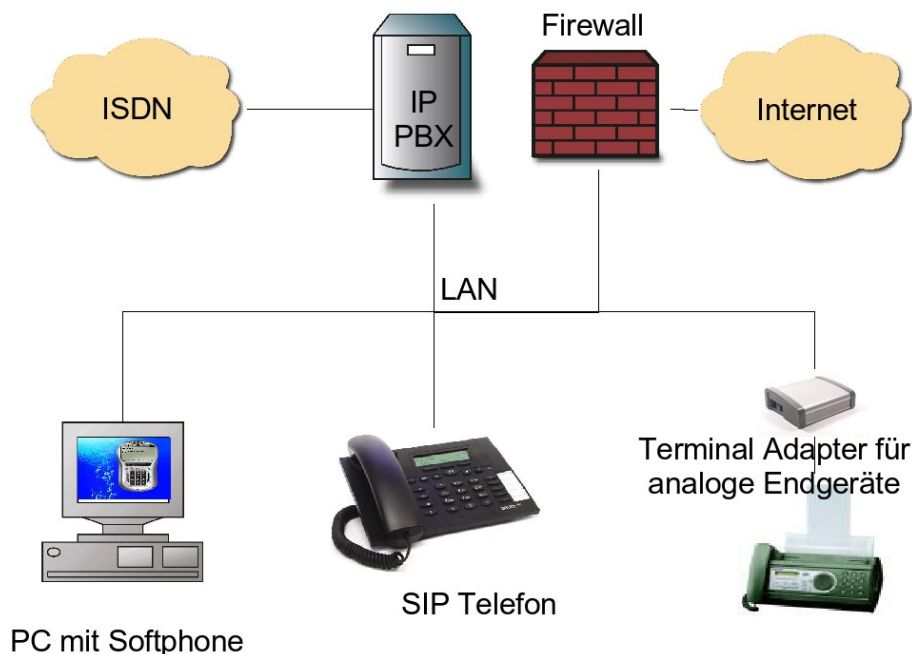 Firewall
ISDN
IP
PBX
Internet
LAN
Terminal Adapter für
analoge Endgeräte
SIP Telefon
PC mit Softphone